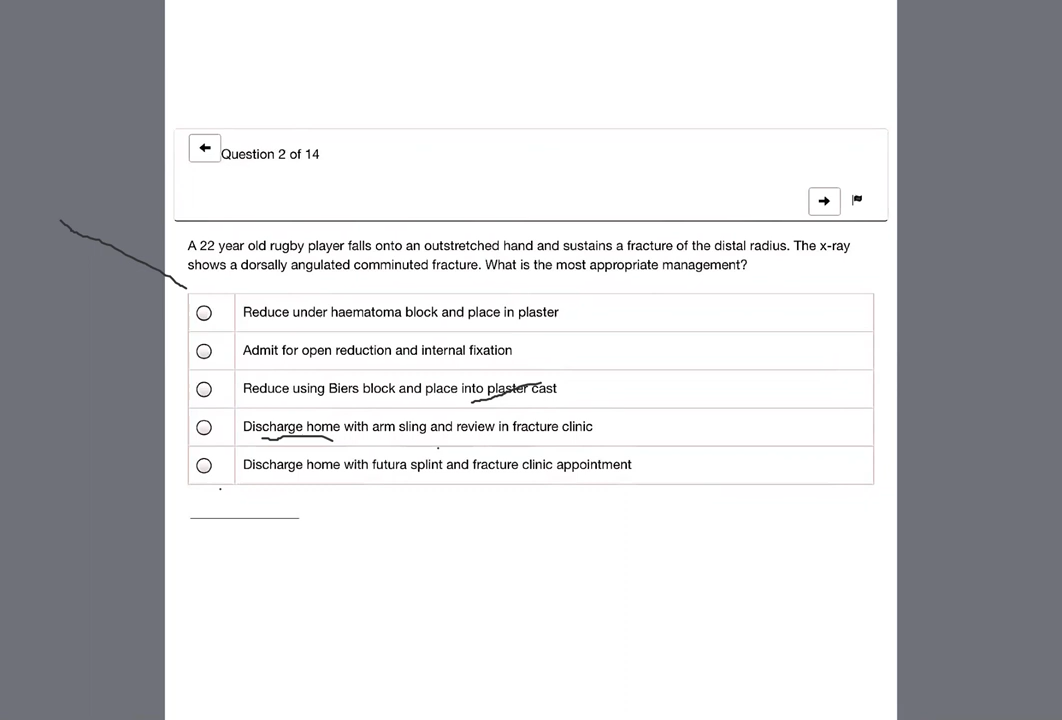 Question 2 of 14
A 22 year old rugby player falls onto an outstretched hand and sustains a fracture of the distal radius. The x-ray
shows a dorsally angulated comminuted fracture. What is the most appropriate management?
Reduce under haematoma block and place in plaster
Admit for open reduction and internal fixation
Reduce using Biers block and place into plaster cast
Discharge home with arm sling and review in fracture clinic
Discharge home with futura splint and fracture clinic appointment